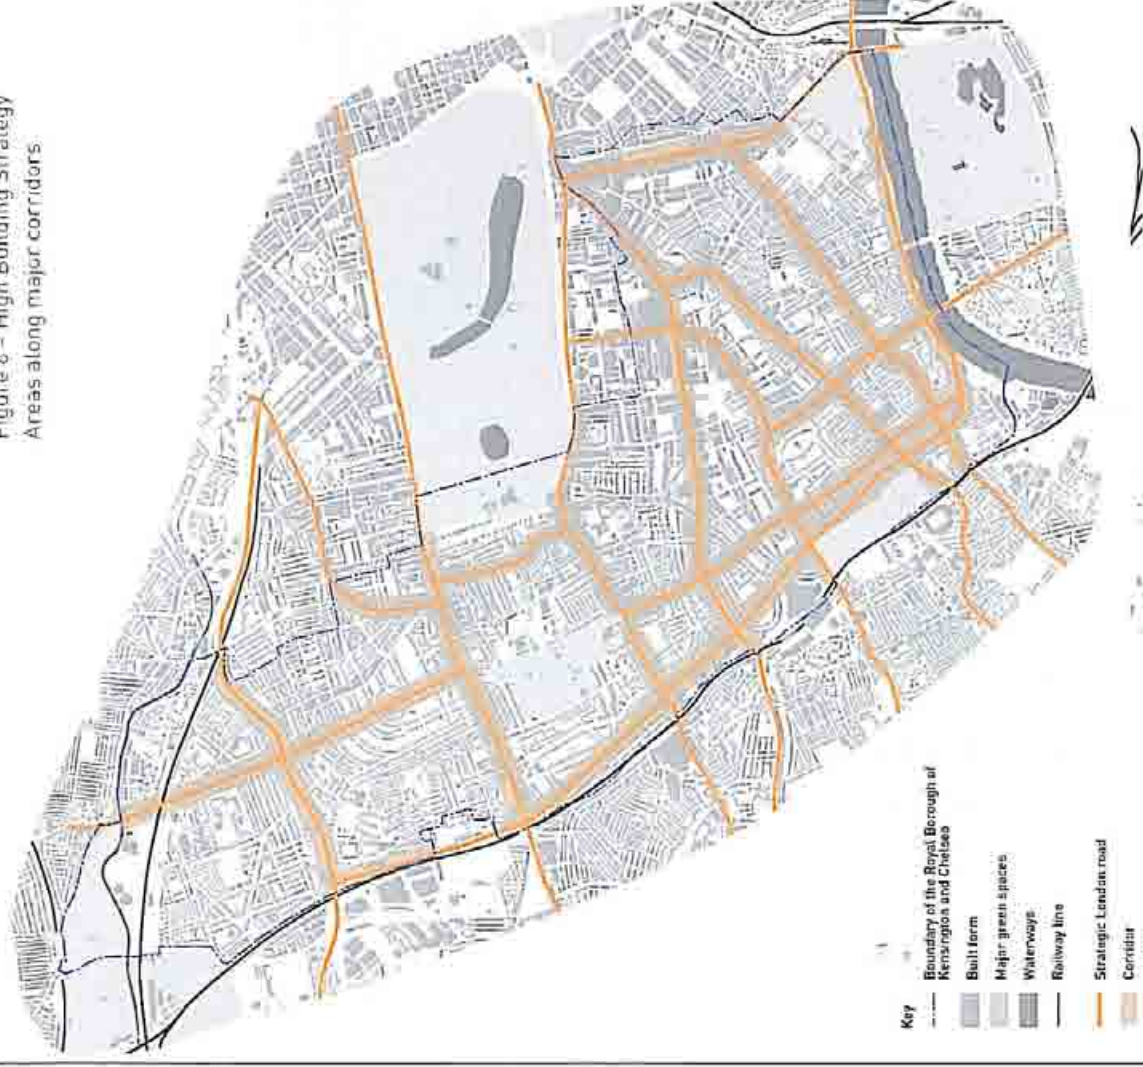 Figure 8 – High Building Strategy
Areas along major corridors
Key
Boundary of the Royal Borough of
Kensington and Chelsea
Built form
Major green spaces
Waterways
Railway line
Strategic London road
Corridor